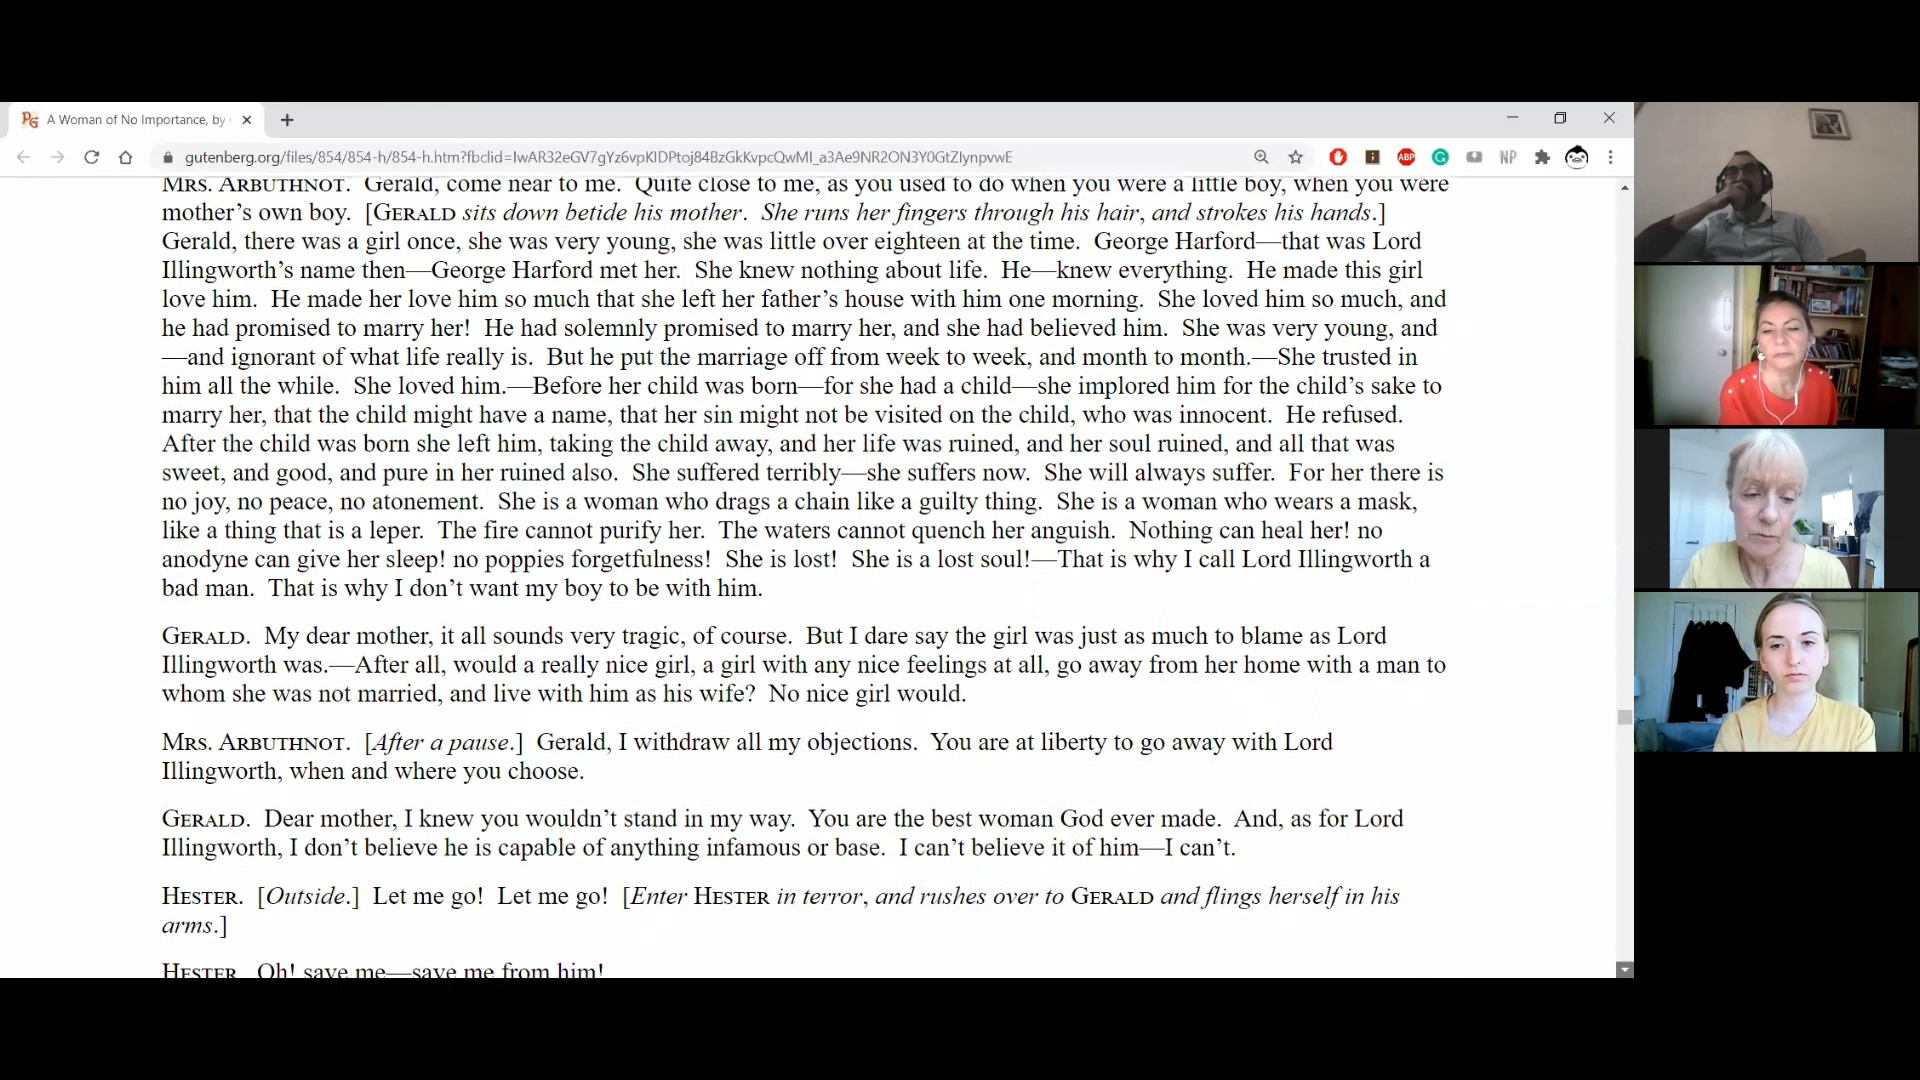 A Woman of No Importance, by
gutenberg.org/files/854/854-h/854-h.htm?fbclid=IwAR32eGV7gYz6vpKIDPtoj84BzGkKvpcQwMI_a3Ae9NR2ON3Y0GtZIynpvwE
ABP
NP
MRS. ARBUTHNOT. Gerald, come near to me. Quite close to me, as you used to do when you were a little boy, when you were
mother’s own boy. [GERALD sits down betide his mother. She runs her fingers through his hair, and strokes his hands.]
Gerald, there was a girl once, she was very young, she was little over eighteen at the time. George Harford—that was Lord
Illingworth’s name then—George Harford met her. She knew nothing about life. He—knew everything. He made this girl
love him. He made her love him so much that she left her father’s house with him one morning. She loved him so much, and
he had promised to marry her! He had solemnly promised to marry her, and she had believed him. She was very young, and
—and ignorant of what life really is. But he put the marriage off from week to week, and month to month.—She trusted in
him all the while. She loved him.—Before her child was born—for she had a child—she implored him for the child’s sake to
marry her, that the child might have a name, that her sin might not be visited on the child, who was innocent. He refused.
After the child was born she left him, taking the child away, and her life was ruined, and her soul ruined, and all that was
sweet, and good, and pure in her ruined also. She suffered terribly—she suffers now. She will always suffer. For her there is
no joy, no peace, no atonement. She is a woman who drags a chain like a guilty thing. She is a woman who wears a mask,
like a thing that is a leper. The fire cannot purify her. The waters cannot quench her anguish. Nothing can heal her! no
anodyne can give her sleep! no poppies forgetfulness! She is lost! She is a lost soul!—That is why I call Lord Illingworth a
bad man. That is why I don’t want my boy to be with him.
GERALD. My dear mother, it all sounds very tragic, of course. But I dare say the girl was just as much to blame as Lord
Illingworth was.—After all, would a really nice girl, a girl with any nice feelings at all, go away from her home with a man to
whom she was not married, and live with him as his wife? No nice girl would.
MRS. ARBUTHNOT. [After a pause.] Gerald, I withdraw all my objections. You are at liberty to go away with Lord
Illingworth, when and where you choose.
GERALD. Dear mother, I knew you wouldn’t stand in my way. You are the best woman God ever made. And, as for Lord
Illingworth, I don’t believe he is capable of anything infamous or base. I can’t believe it of him—I can’t.
HESTER. [Outside.] Let me go! Let me go! [Enter HESTER in terror, and rushes over to GERALD and flings herself in his
arms.]
HESTER. Oh! save me—save me from him!